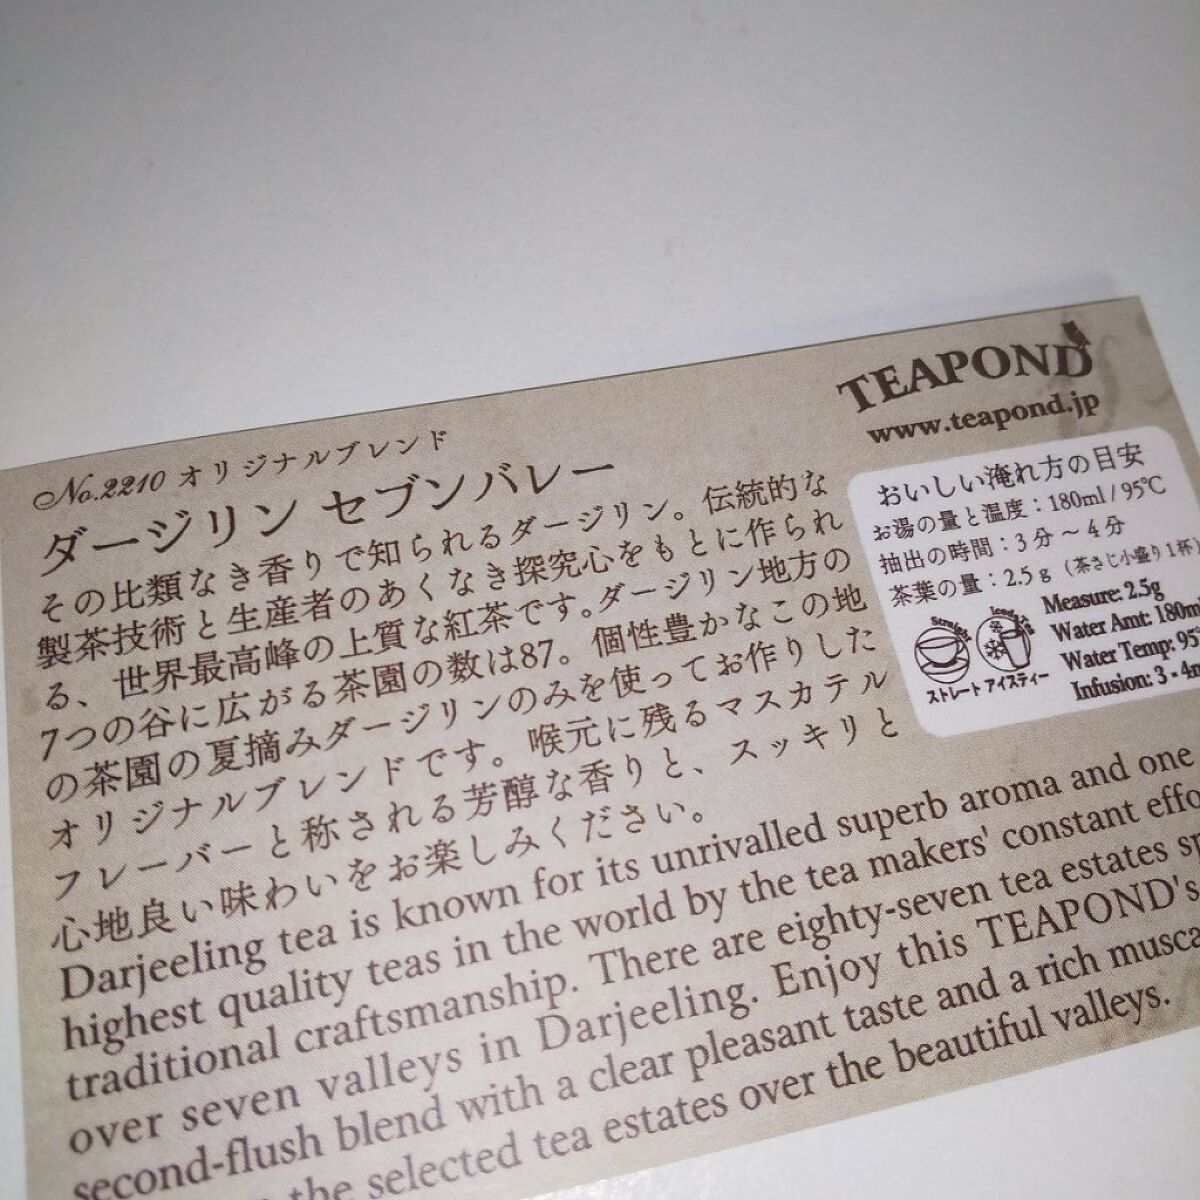 TEAPOND
www.teapond.jp
No.2210 オリジナルブレンド
ダージリン セブンバレー
その比類なき香りで知られるダージリン。伝統的な
製茶技術と生産者のあくなき探究心をもとに作られ
る、世界最高峰の上質な紅茶です。ダージリン地方の
7つの谷に広がる茶園の数は87。個性豊かなこの地
の茶園の夏摘みダージリンのみを使ってお作りした
オリジナルブレンドです。喉元に残るマスカテル
フレーバーと称される芳醇な香りと、スッキリと
心地良い味わいをお楽しみください。
おいしい淹れ方の目安
お湯の量と温度：180ml / 95℃
抽出の時間：3分～4分
茶葉の量：2.5g（茶さじ小盛り1杯）
Straight
Iced Tea
ストレート アイスティー
Measure: 2.5g
Water Amt: 180m
Water Temp: 95
Infusion: 3 - 4m
Darjeeling tea is known for its unrivalled superb aroma and one
highest quality teas in the world by the tea makers' constant effo
traditional craftsmanship. There are eighty-seven tea estates sp
over seven valleys in Darjeeling. Enjoy this TEAPOND's
second-flush blend with a clear pleasant taste and a rich musca
the selected tea estates over the beautiful valleys.